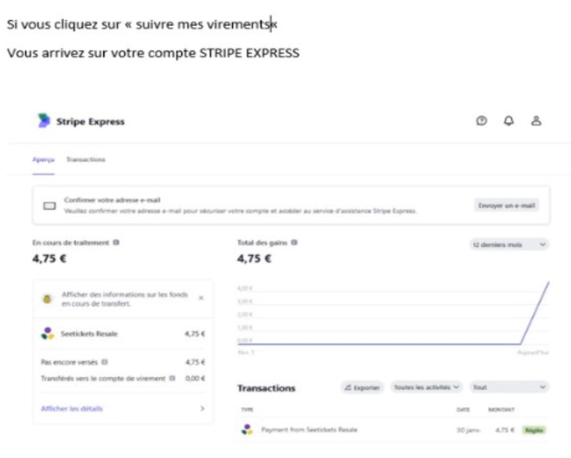 Si vous cliquez sur « suivre mes virements«
Vous arrivez sur votre compte STRIPE EXPRESS
Stripe Express
Aperçu Transactions
Confirmer votre adresse e-mail
Veuillez confirmer votre adresse e-mail pour sécuriser votre compte et accéder au service d'assistance Stripe Express.
Envoyer un e-mail
En cours de traitement
4,75 €
Total des gains
4,75 €
12 derniers mois
Afficher des informations sur les fonds
en cours de transfert.
Seetickets Resale 4,75 €
Pas encore versés 4,75 €
Transférés vers le compte de virement 0,00 €
Afficher les détails
4,00 €
3,00 €
2,00 €
1,00 €
0,00 €
Aujourd'hui
Transactions Exporter Toutes les activités Tout
TYPE DATE MONTANT
Payment from Seetickets Resale 30 janv. 4,75 € Réglée